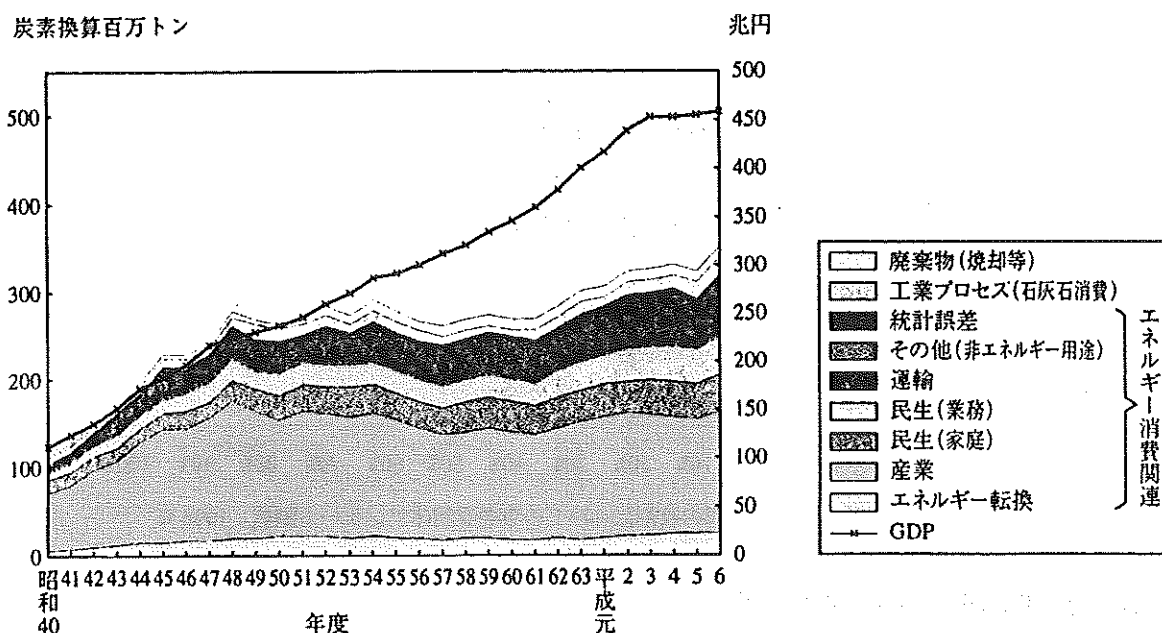 炭素換算百万トン
兆円
500
400
300
200
100
0
500
450
400
350
300
250
200
150
100
50
0
昭和40 41 42 43 44 45 46 47 48 49 50 51 52 53 54 55 56 57 58 59 60 61 62 63 平成元 2 3 4 5 6
年度
廃棄物(焼却等)
工業プロセズ(石灰石消費)
統計誤差
その他(非エネルギー用途)
運輸
民生(業務)
民生(家庭)
産業
エネルギー転換
GDP
エネルギー消費関連